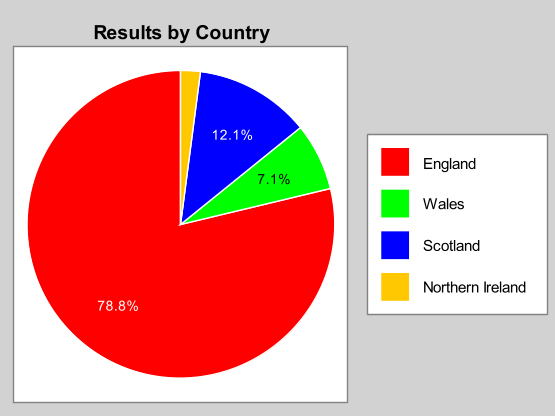 Results by Country
12.1%
7.1%
78.8%
England
Wales
Scotland
Northern Ireland